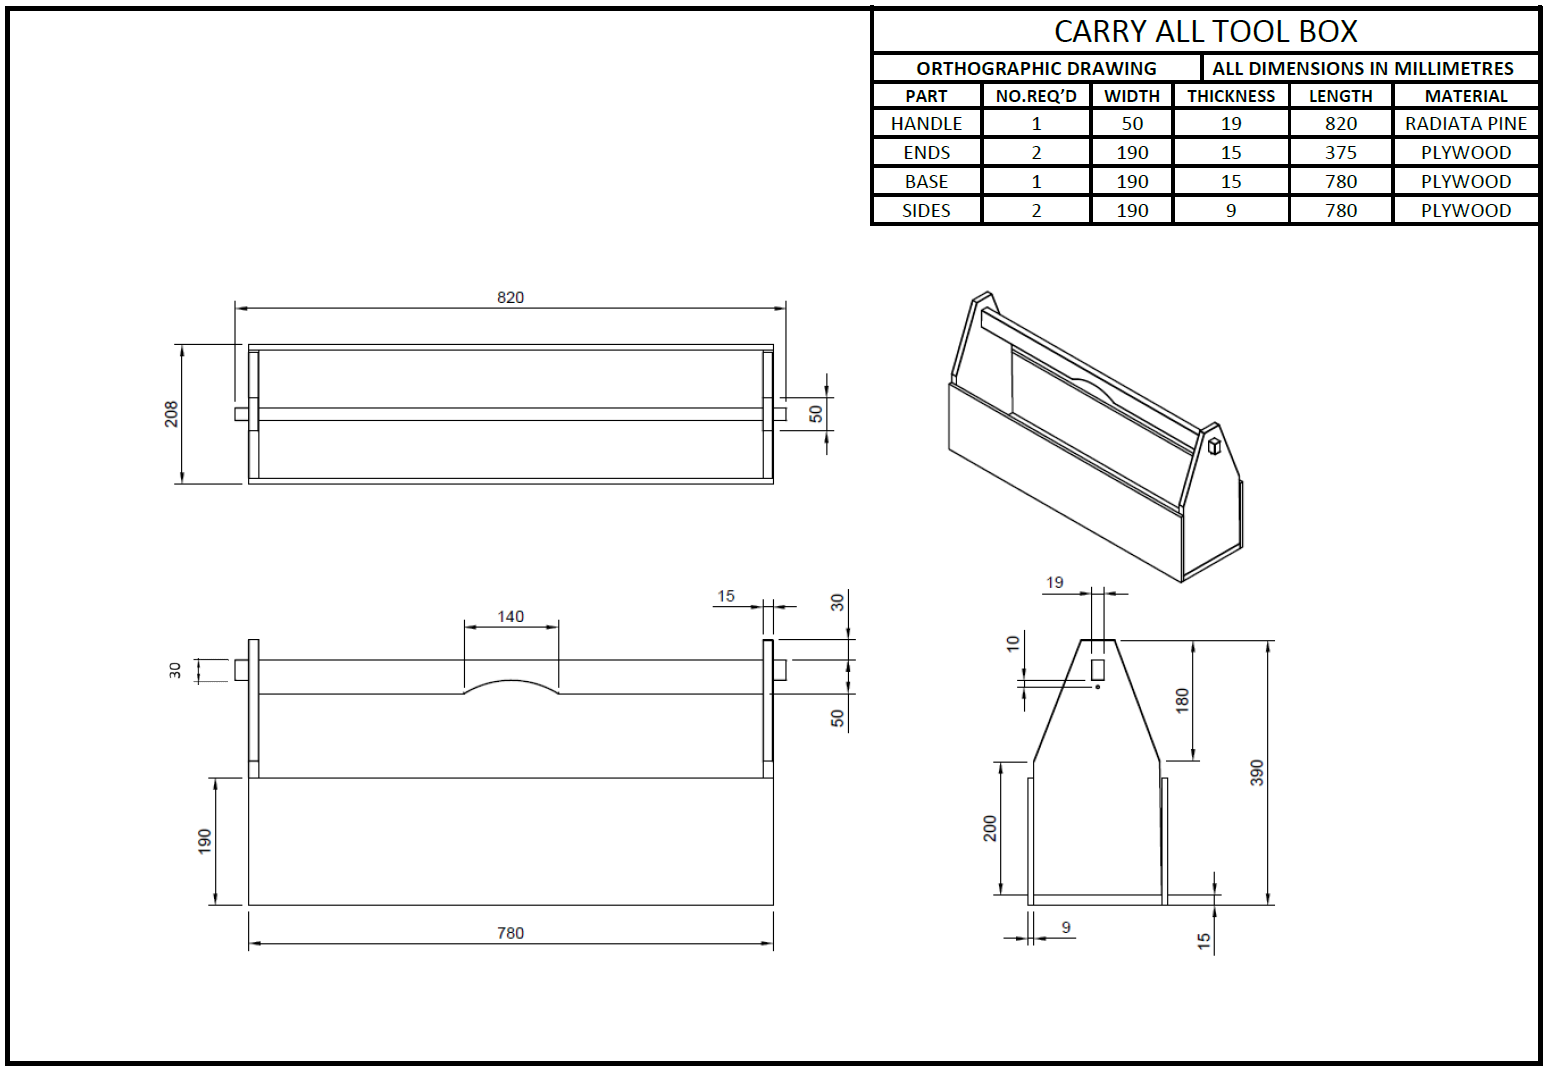 CARRY ALL TOOL BOX
ORTHOGRAPHIC DRAWING ALL DIMENSIONS IN MILLIMETRES
PART NO.REQ'D WIDTH THICKNESS LENGTH MATERIAL
HANDLE 1 50 19 820 RADIATA PINE
ENDS 2 190 15 375 PLYWOOD
BASE 1 190 15 780 PLYWOOD
SIDES 2 190 9 780 PLYWOOD
820
208
50
19
15
30
140
10
30
180
50
390
200
190
9
780
15